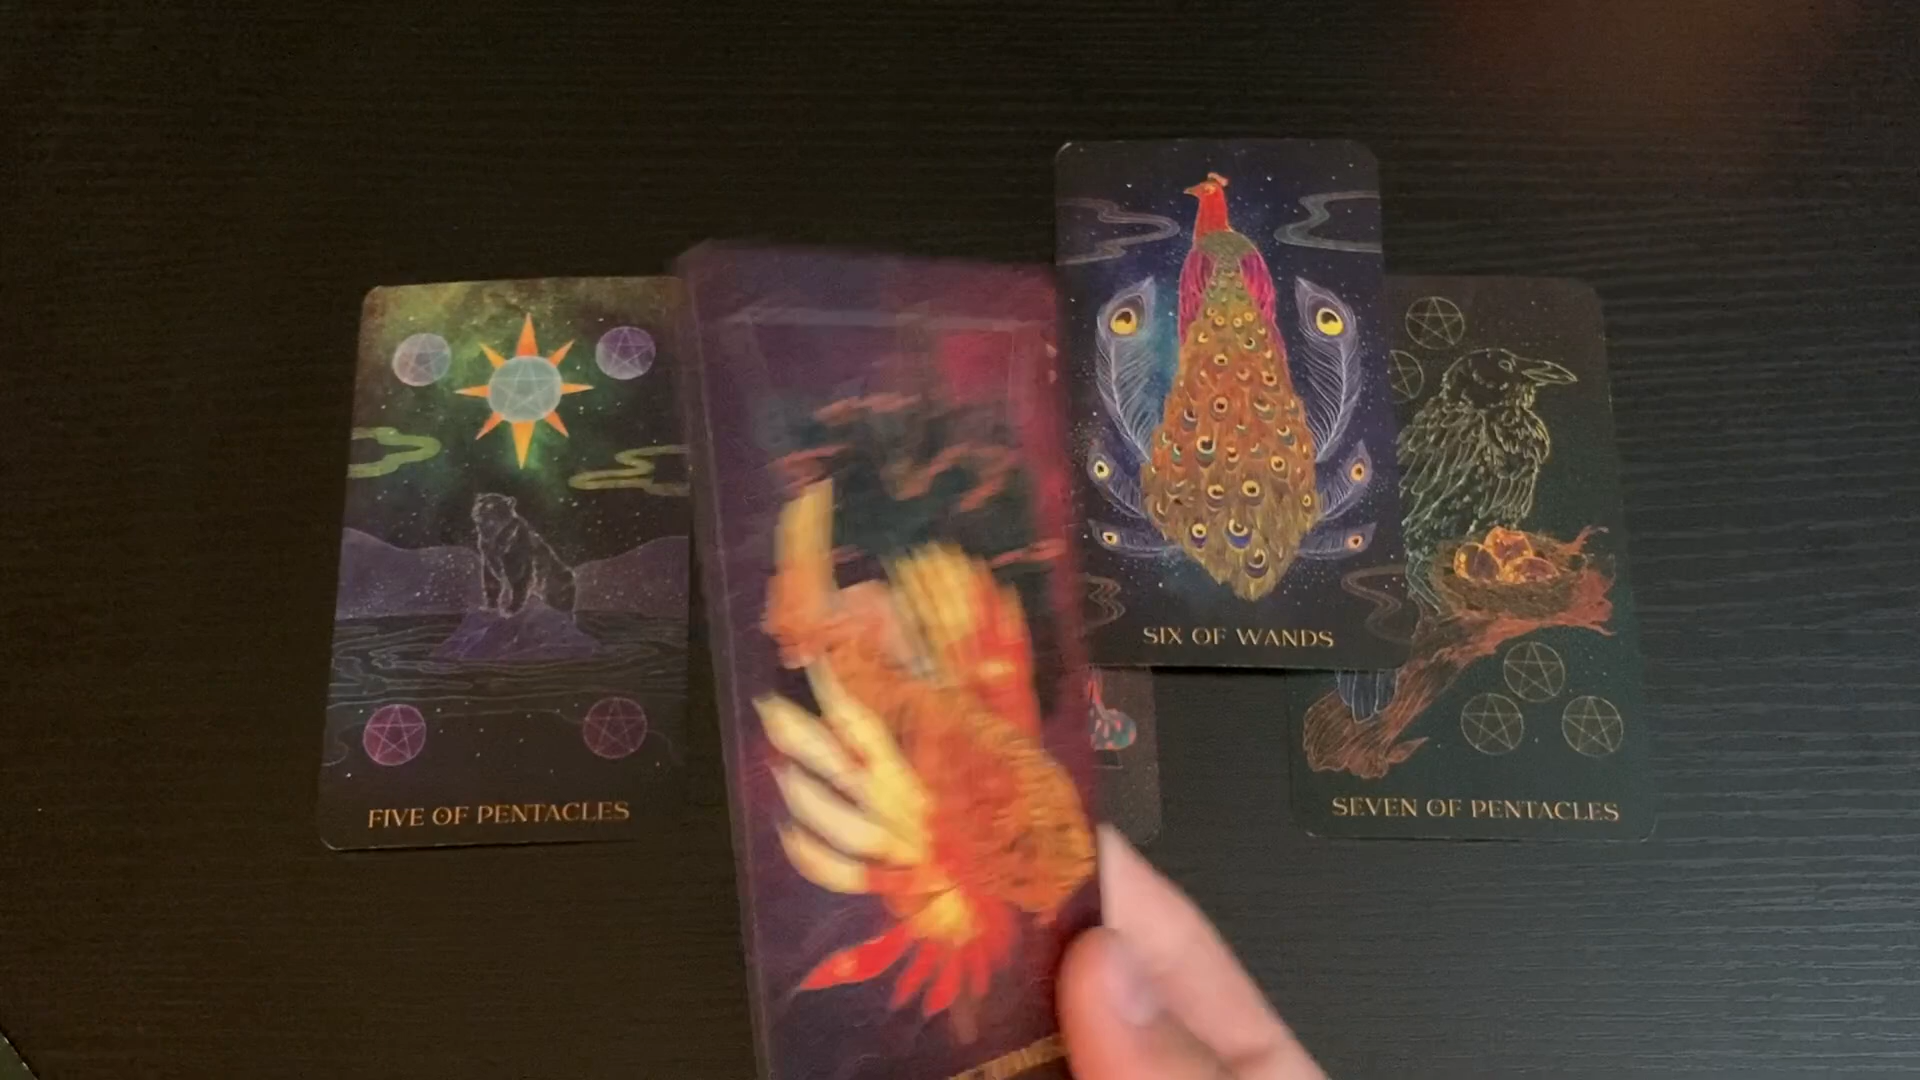 FIVE OF PENTACLES
SIX OF WANDS
SEVEN OF PENTACLES